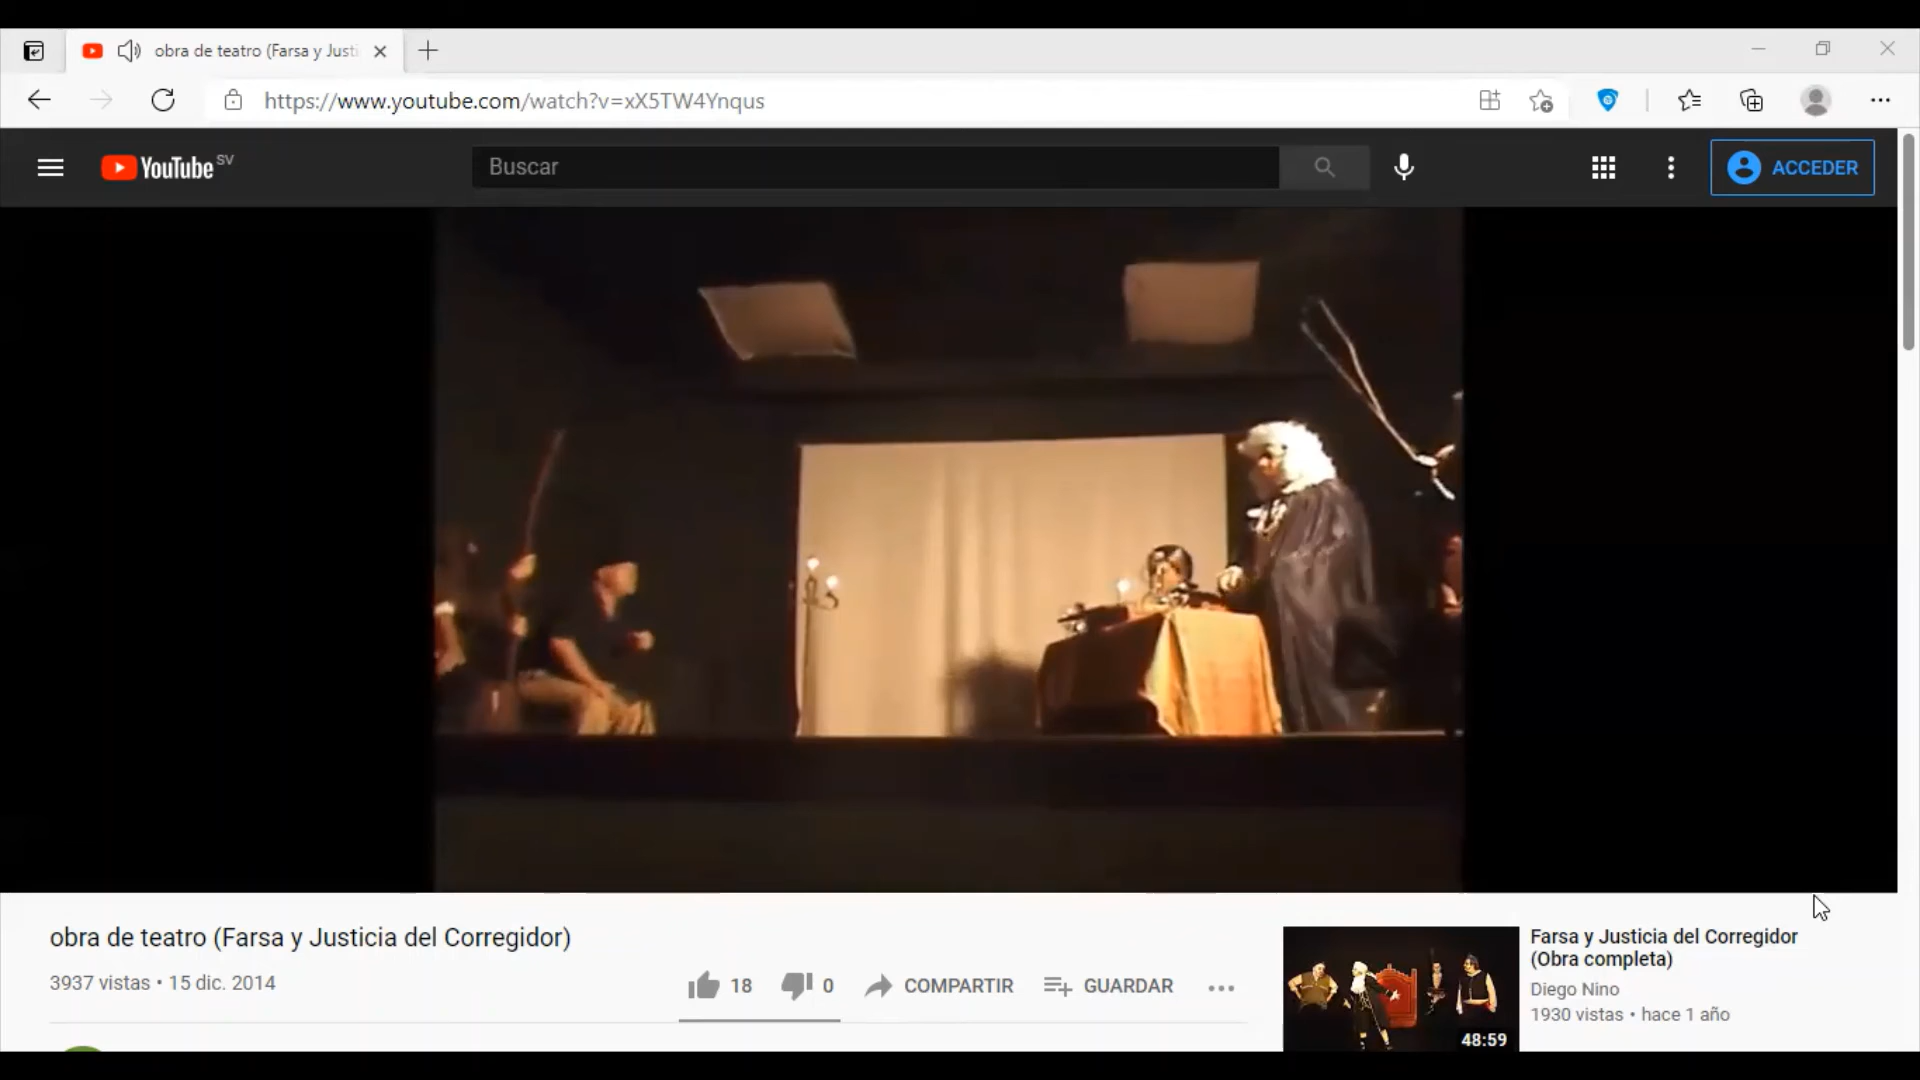 obra de teatro (Farsa y Justi
https://www.youtube.com/watch?v=xX5TW4Ynqus
YouTube SV
Buscar
ACCEDER
obra de teatro (Farsa y Justicia del Corregidor)
3937 vistas • 15 dic. 2014
18
0
COMPARTIR
GUARDAR
Farsa y Justicia del Corregidor
(Obra completa)
Diego Nino
1930 vistas • hace 1 año
48:59